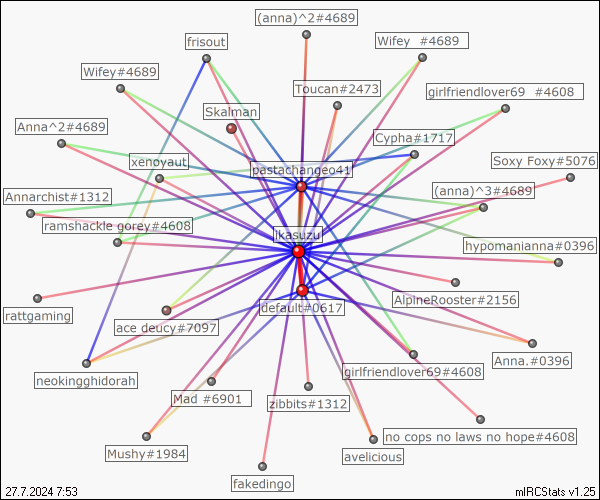 (anna)^2#4689
frisout
Wifey  #4689
Wifey#4689
Toucan#2473
girlfriendlover69  #4608
Skalman
Anna^2#4689
Cypha#1717
xenoyaut
pastachangeo41
Soxy Foxy#5076
Annarchist#1312
(anna)^3#4689
ramshackle gorey#4608
jkasuzu
hypomanianna#0396
default#0617
AlpineRooster#2156
rattgaming
ace deucy#7097
neokingghidorah
girlfriendlover69#4608
Anna.#0396
Mad #6901
zibbits#1312
no cops no laws no hope#4608
Mushy#1984
avelicious
fakedingo
27.7.2024 7:53
mIRCStats v1.25